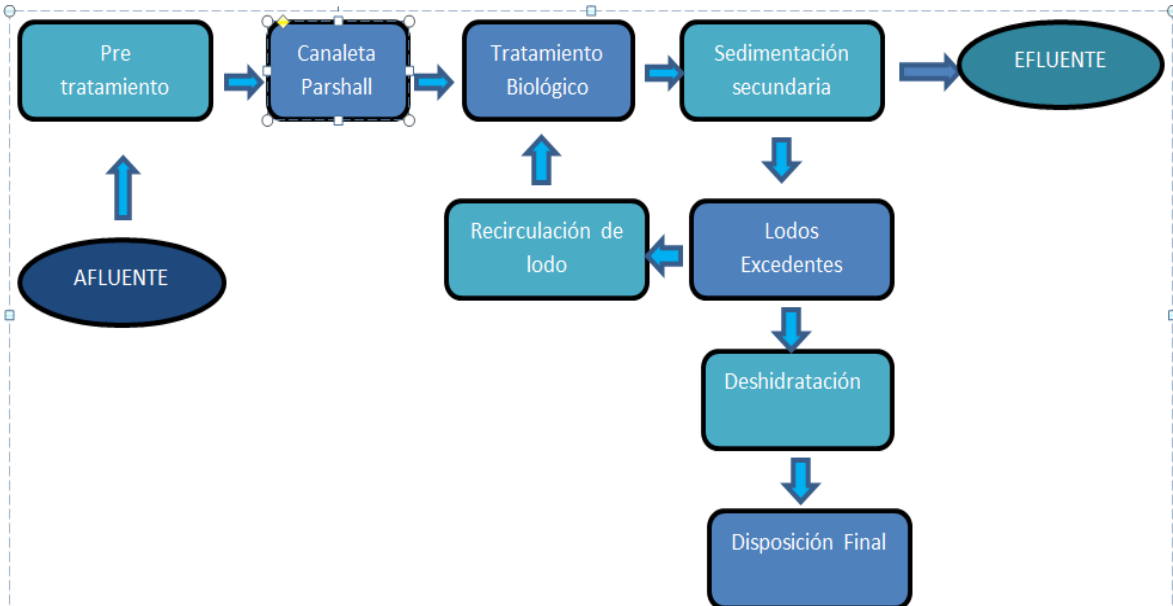 Pre
tratamiento
Canaleta
Parshall
Tratamiento
Biológico
Sedimentación
secundaria
EFLUENTE
AFLUENTE
Recirculación de
lodo
Lodos
Excedentes
Deshidratación
Disposición Final